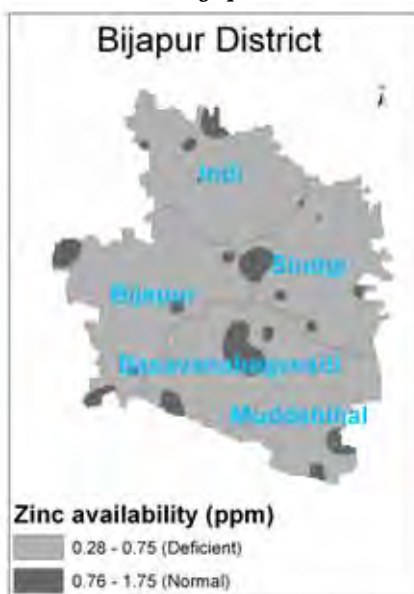 Bijapur District
Indi
Sindgi
Bijapur
Basavanabagevadi
Muddebihal
Zinc availability (ppm)
0.28 - 0.75 (Deficient)
0.76 - 1.75 (Normal)